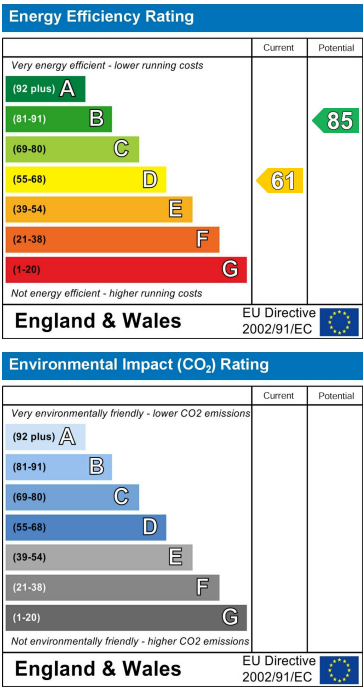 Energy Efficiency Rating
Current Potential
Very energy efficient - lower running costs
(92 plus) A
(81-91) B
85
(69-80) C
(55-68) D
61
(39-54) E
(21-38) F
(1-20) G
Not energy efficient - higher running costs
England & Wales
EU Directive
2002/91/EC
Environmental Impact (CO₂) Rating
Current Potential
Very environmentally friendly - lower CO2 emissions
(92 plus) A
(81-91) B
(69-80) C
(55-68) D
(39-54) E
(21-38) F
(1-20) G
Not environmentally friendly - higher CO2 emissions
England & Wales
EU Directive
2002/91/EC